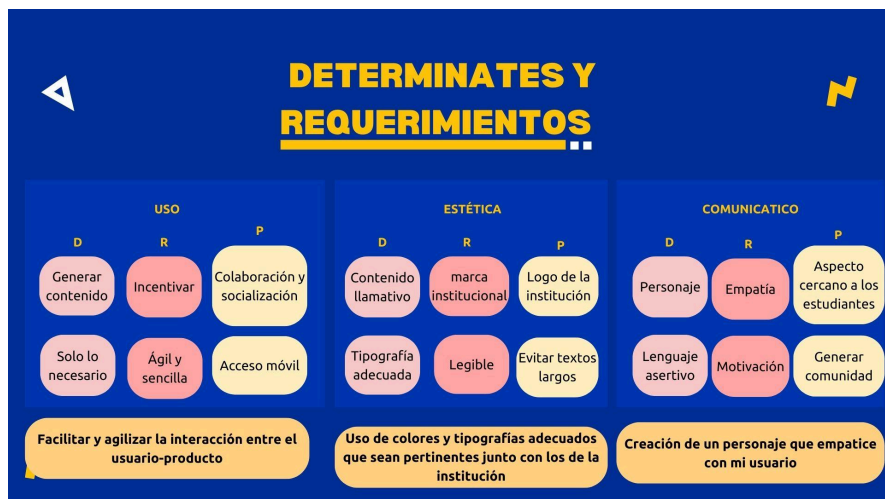 DETERMINATES Y
REQUERIMIENTOS
USO
D
R
P
Generar
contenido
Incentivar
Colaboración y
socialización
Solo lo
necesario
Ágil y
sencilla
Acceso móvil
Facilitar y agilizar la interacción entre el
usuario-producto
ESTÉTICA
D
R
P
Contenido
llamativo
marca
institucional
Logo de la
institución
Tipografía
adecuada
Legible
Evitar textos
largos
Uso de colores y tipografías adecuados
que sean pertinentes junto con los de la
institución
COMUNICATICO
D
R
P
Personaje
Empatía
Aspecto
cercano a los
estudiantes
Lenguaje
asertivo
Motivación
Generar
comunidad
Creación de un personaje que empatice
con mi usuario